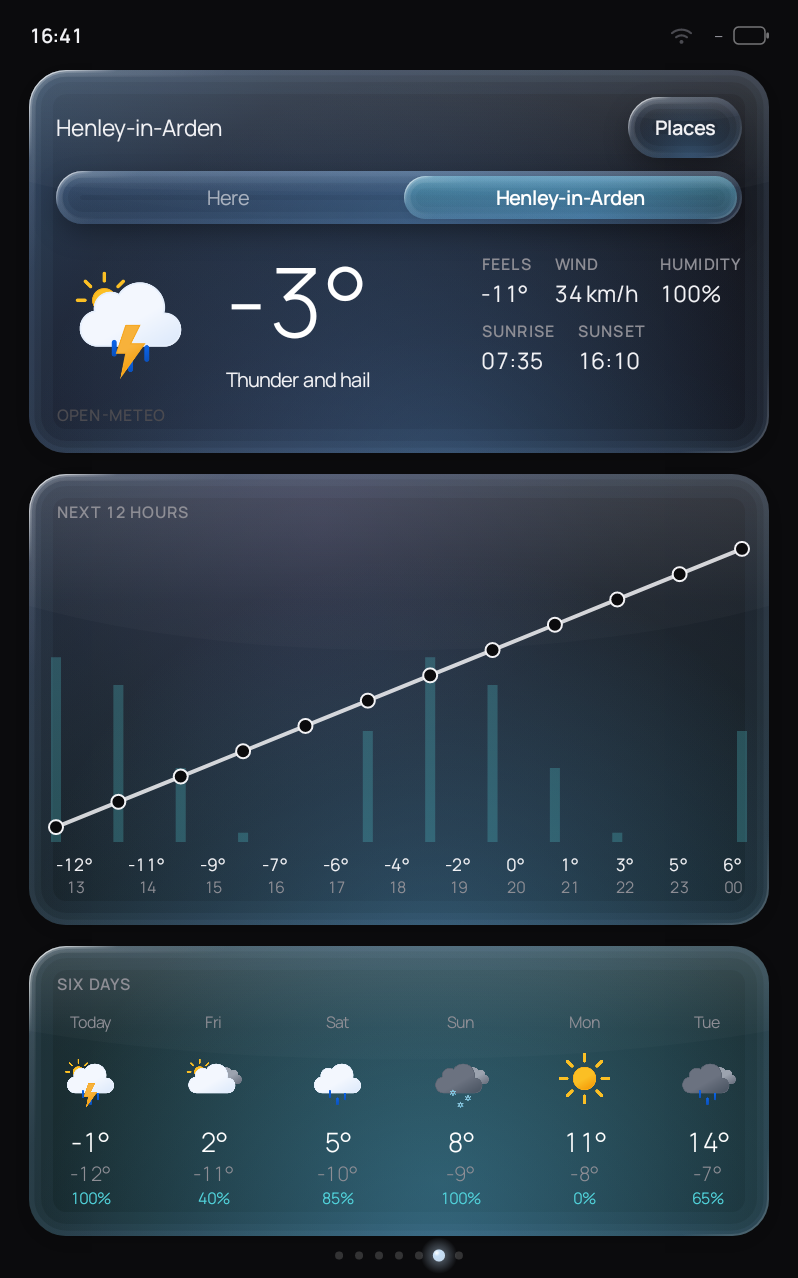 16:41
Henley-in-Arden
Places
Here Henley-in-Arden
-3°
Thunder and hail
FEELS WIND HUMIDITY
-11° 34 km/h 100%
SUNRISE SUNSET
07:35 16:10
OPEN-METEO
NEXT 12 HOURS
-12° -11° -9° -7° -6° -4° -2° 0° 1° 3° 5° 6°
13 14 15 16 17 18 19 20 21 22 23 00
SIX DAYS
Today Fri Sat Sun Mon Tue
-1° 2° 5° 8° 11° 14°
-12° -11° -10° -9° -8° -7°
100% 40% 85% 100% 0% 65%